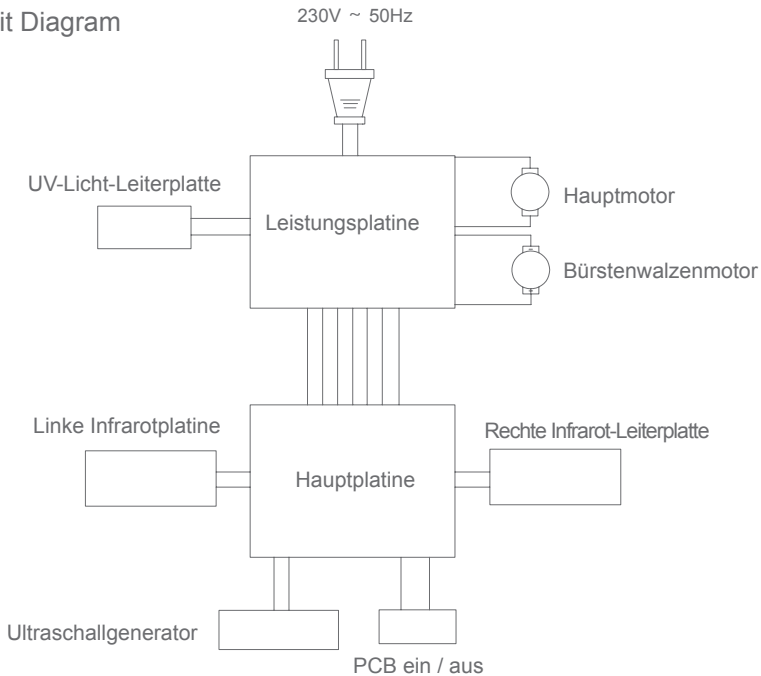 it Diagram
230V ~ 50Hz
UV-Licht-Leiterplatte
Leistungsplatine
Hauptmotor
Bürstenwalzenmotor
Linke Infrarotplatine
Rechte Infrarot-Leiterplatte
Hauptplatine
Ultraschallgenerator
PCB ein / aus